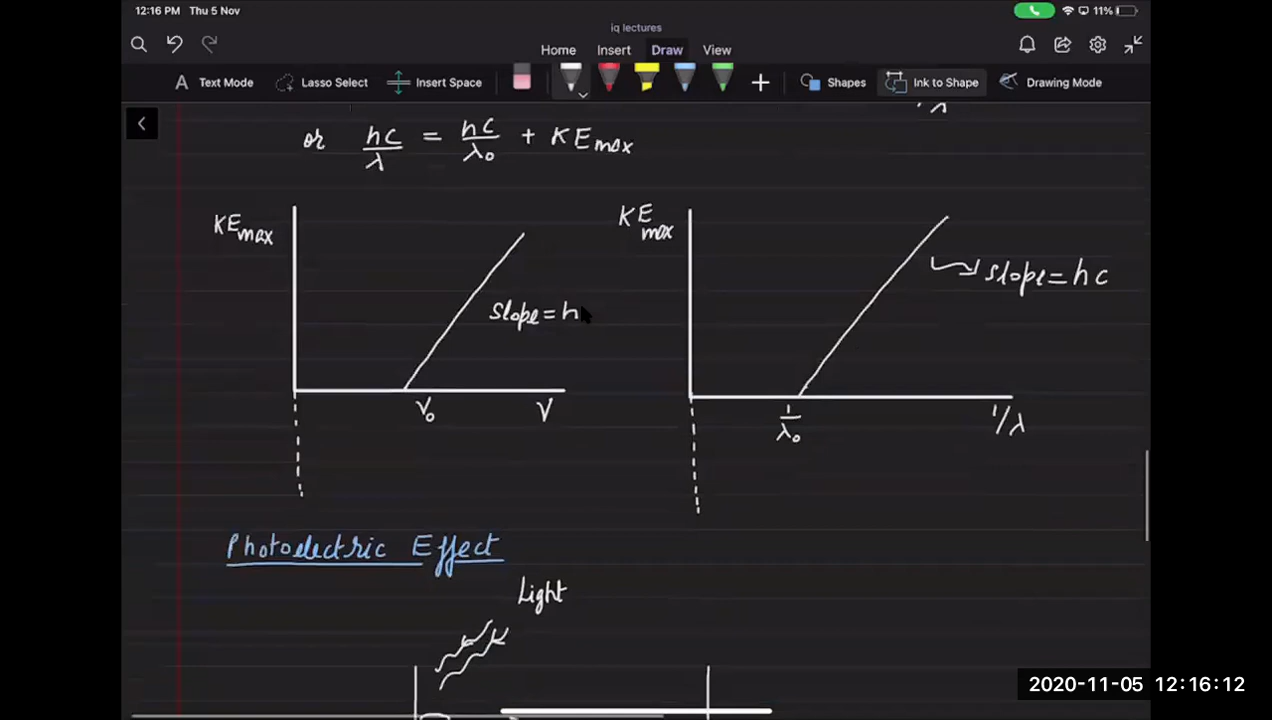 12:16 PM Thu 5 Nov
11%
iq lectures
Home Insert Draw View
Text Mode Lasso Select Insert Space Shapes Ink to Shape Drawing Mode
or hc/λ = hc/λ₀ + KEmax
KEmax
slope = h
ν₀ ν
KEmax
slope = hc
1/λ₀ 1/λ
Photoelectric Effect
Light
2020-11-05 12:16:12